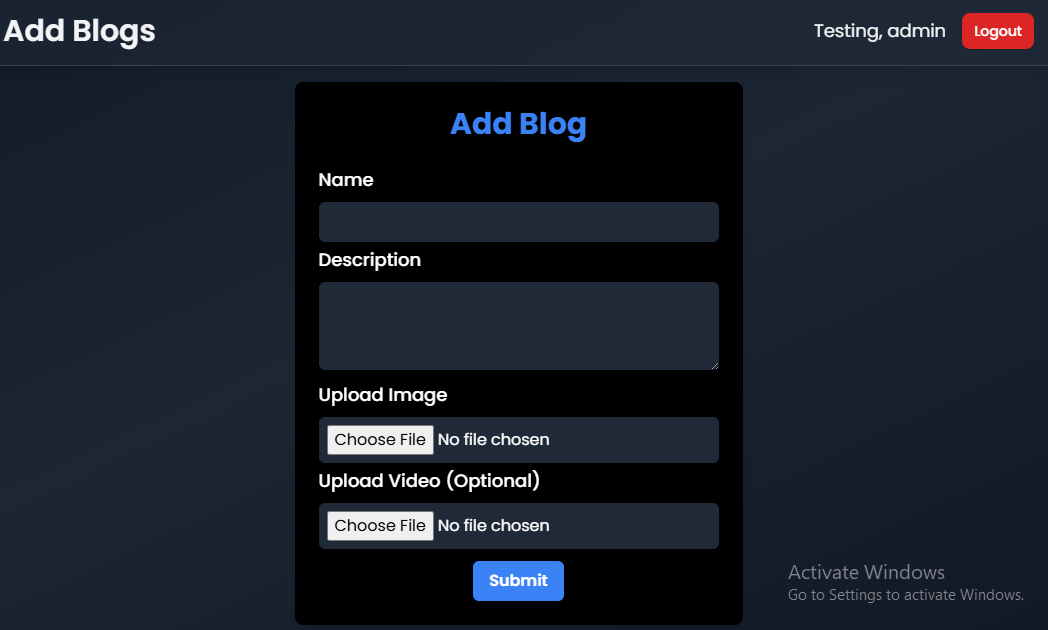 Add Blogs
Testing, admin
Logout
Add Blog
Name
Description
Upload Image
Choose File No file chosen
Upload Video (Optional)
Choose File No file chosen
Submit
Activate Windows
Go to Settings to activate Windows.